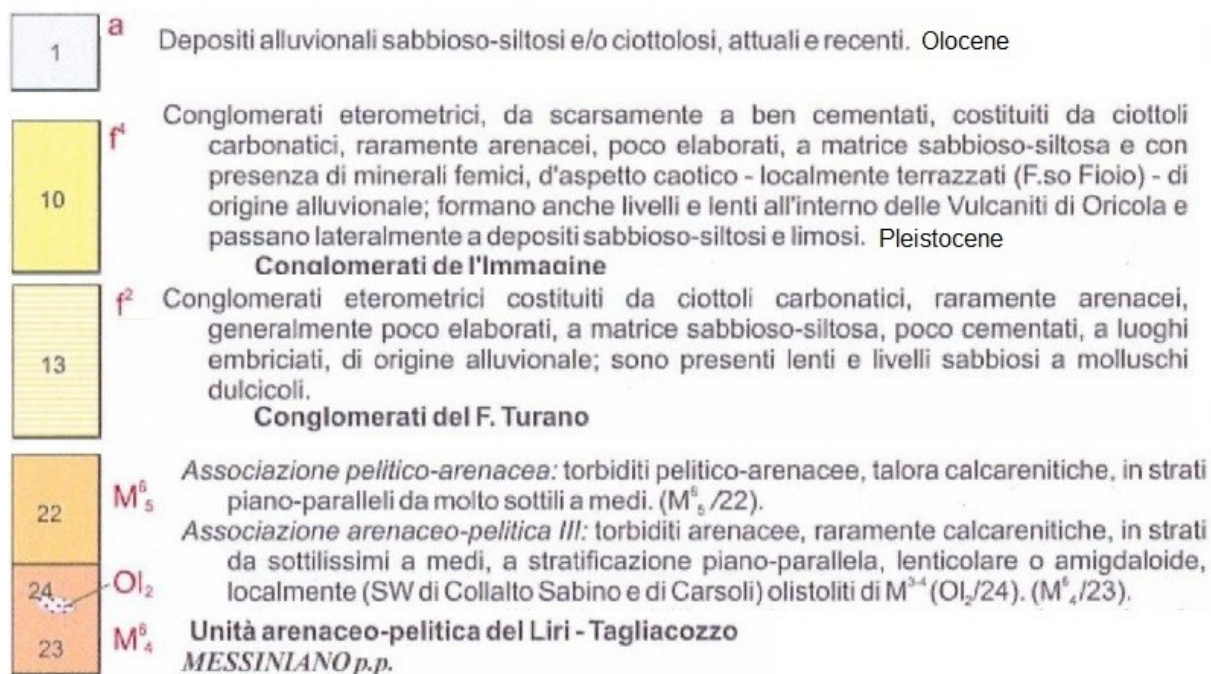 1 a Depositi alluvionali sabbioso-siltosi e/o ciottolosi, attuali e recenti. Olocene
Conglomerati eterometrici, da scarsamente a ben cementati, costituiti da ciottoli
f⁴ carbonatici, raramente arenacei, poco elaborati, a matrice sabbioso-siltosa e con
presenza di minerali femici, d'aspetto caotico - localmente terrazzati (F.so Fioio) - di
10 origine alluvionale; formano anche livelli e lenti all'interno delle Vulcaniti di Oricola e
passano lateralmente a depositi sabbioso-siltosi e limosi. Pleistocene
Conglomerati de l'Immagine
f² Conglomerati eterometrici costituiti da ciottoli carbonatici, raramente arenacei,
generalmente poco elaborati, a matrice sabbioso-siltosa, poco cementati, a luoghi
13 embriciati, di origine alluvionale; sono presenti lenti e livelli sabbiosi a molluschi
dulcicoli.
Conglomerati del F. Turano
Associazione pelitico-arenacea: torbiditi pelitico-arenacee, talora calcarenitiche, in strati
22 M⁶₅ piano-paralleli da molto sottili a medi. (M⁶₅/22).
Associazione arenaceo-pelitica III: torbiditi arenacee, raramente calcarenitiche, in strati
da sottilissimi a medi, a stratificazione piano-parallela, lenticolare o amigdaloide,
24 Ol₂ localmente (SW di Collalto Sabino e di Carsoli) olistoliti di M³⁻⁴ (Ol₂/24). (M⁶₄/23).
23 M⁶₄ Unità arenaceo-pelitica del Liri - Tagliacozzo
MESSINIANO p.p.